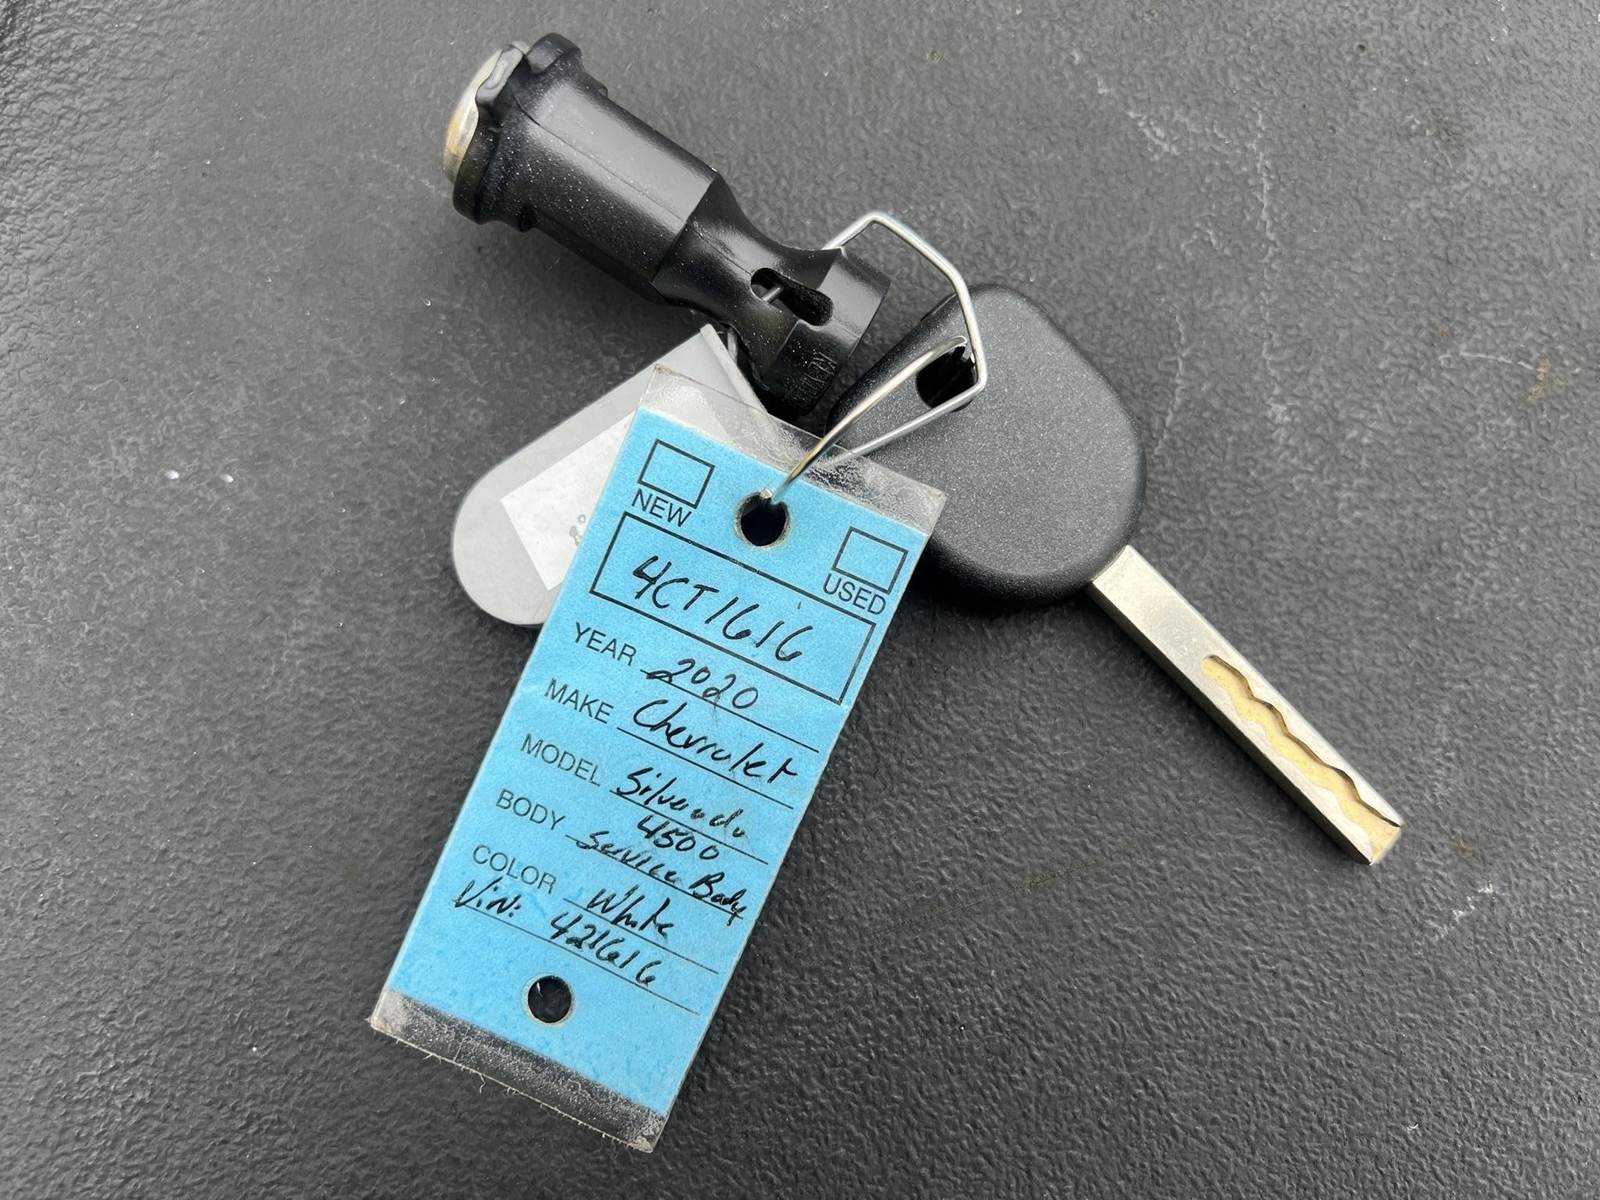 NEW
USED
4CT1616
YEAR 2020
MAKE Chevrolet
MODEL Silverado
4500
BODY Service Body
COLOR White
Vin: 421616